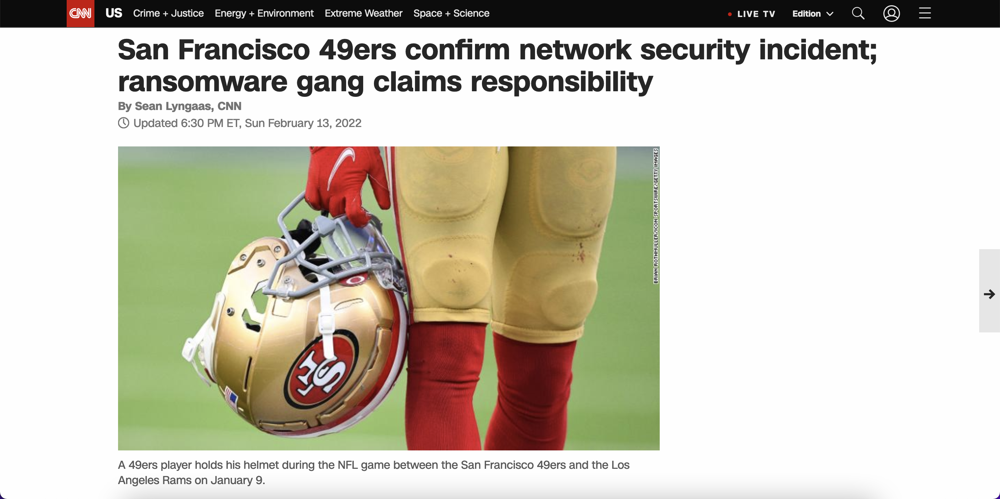 CNN US Crime + Justice Energy + Environment Extreme Weather Space + Science LIVE TV Edition
San Francisco 49ers confirm network security incident;
ransomware gang claims responsibility
By Sean Lyngaas, CNN
Updated 6:30 PM ET, Sun February 13, 2022
BRIAN ROTHMULLER/ICON SPORTSWIRE/GETTY IMAGES
SF
A 49ers player holds his helmet during the NFL game between the San Francisco 49ers and the Los
Angeles Rams on January 9.